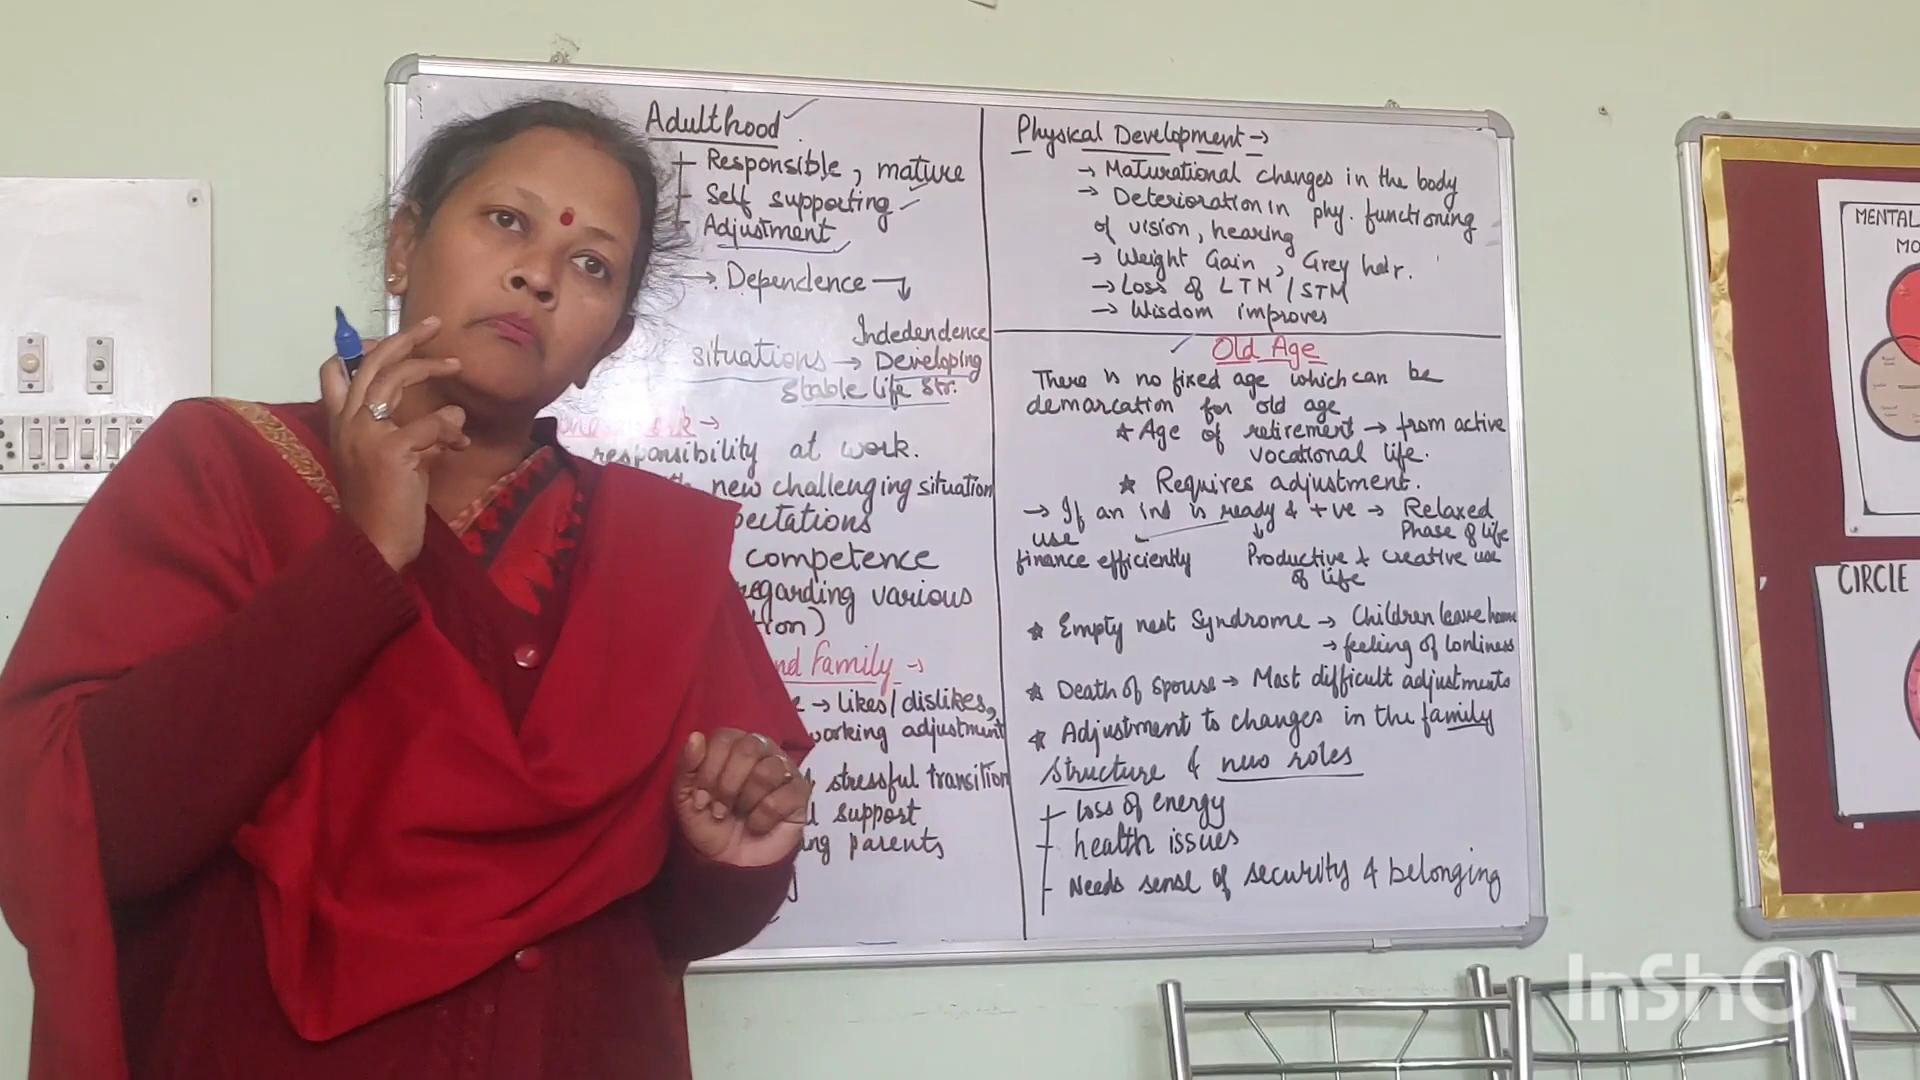 Adulthood
Responsible, mature
Self supporting
Adjustment
→ Dependence
Indedendence
situations → Developing
Stable life Str.
responsibility at work.
new challenging situation
competence
regarding various
and Family →
→ Likes/dislikes,
working adjustment
stressful transition
support
parents
Physical Development →
→ Maturational changes in the body
→ Deterioration in phy. functioning
of vision, hearing
→ Weight Gain, Grey hair.
→ Loss of LTM / STM
→ Wisdom improves
Old Age
There is no fixed age which can be
demarcation for old age
* Age of retirement → from active
vocational life.
* Requires adjustment.
→ If an ind is ready & +ve → Relaxed
Phase of life
use
finance efficiently
Productive & creative use
of life
* Empty nest Syndrome → Children leave home
→ feeling of lonliness
* Death of spouse → Most difficult adjustments
* Adjustment to changes in the family
structure & new roles
- loss of energy
- health issues
- Needs sense of security & belonging
MENTAL
MO
CIRCLE
InShOt